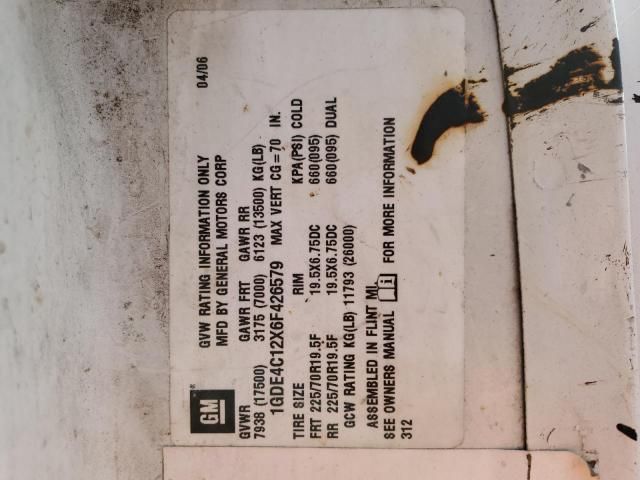 GM
GVW RATING INFORMATION ONLY 04/06
MFD BY GENERAL MOTORS CORP
GVWR GAWR FRT GAWR RR
7938 (17500) 3175 (7000) 6123 (13500) KG(LB)
1GDE4C12X6F426579 MAX VERT CG=70 IN.
TIRE SIZE RIM KPA(PSI) COLD
FRT 225/70R19.5F 19.5X6.75DC 660(095)
RR 225/70R19.5F 19.5X6.75DC 660(095) DUAL
GCW RATING KG(LB) 11793 (26000)
ASSEMBLED IN FLINT MI.
SEE OWNERS MANUAL i FOR MORE INFORMATION
312